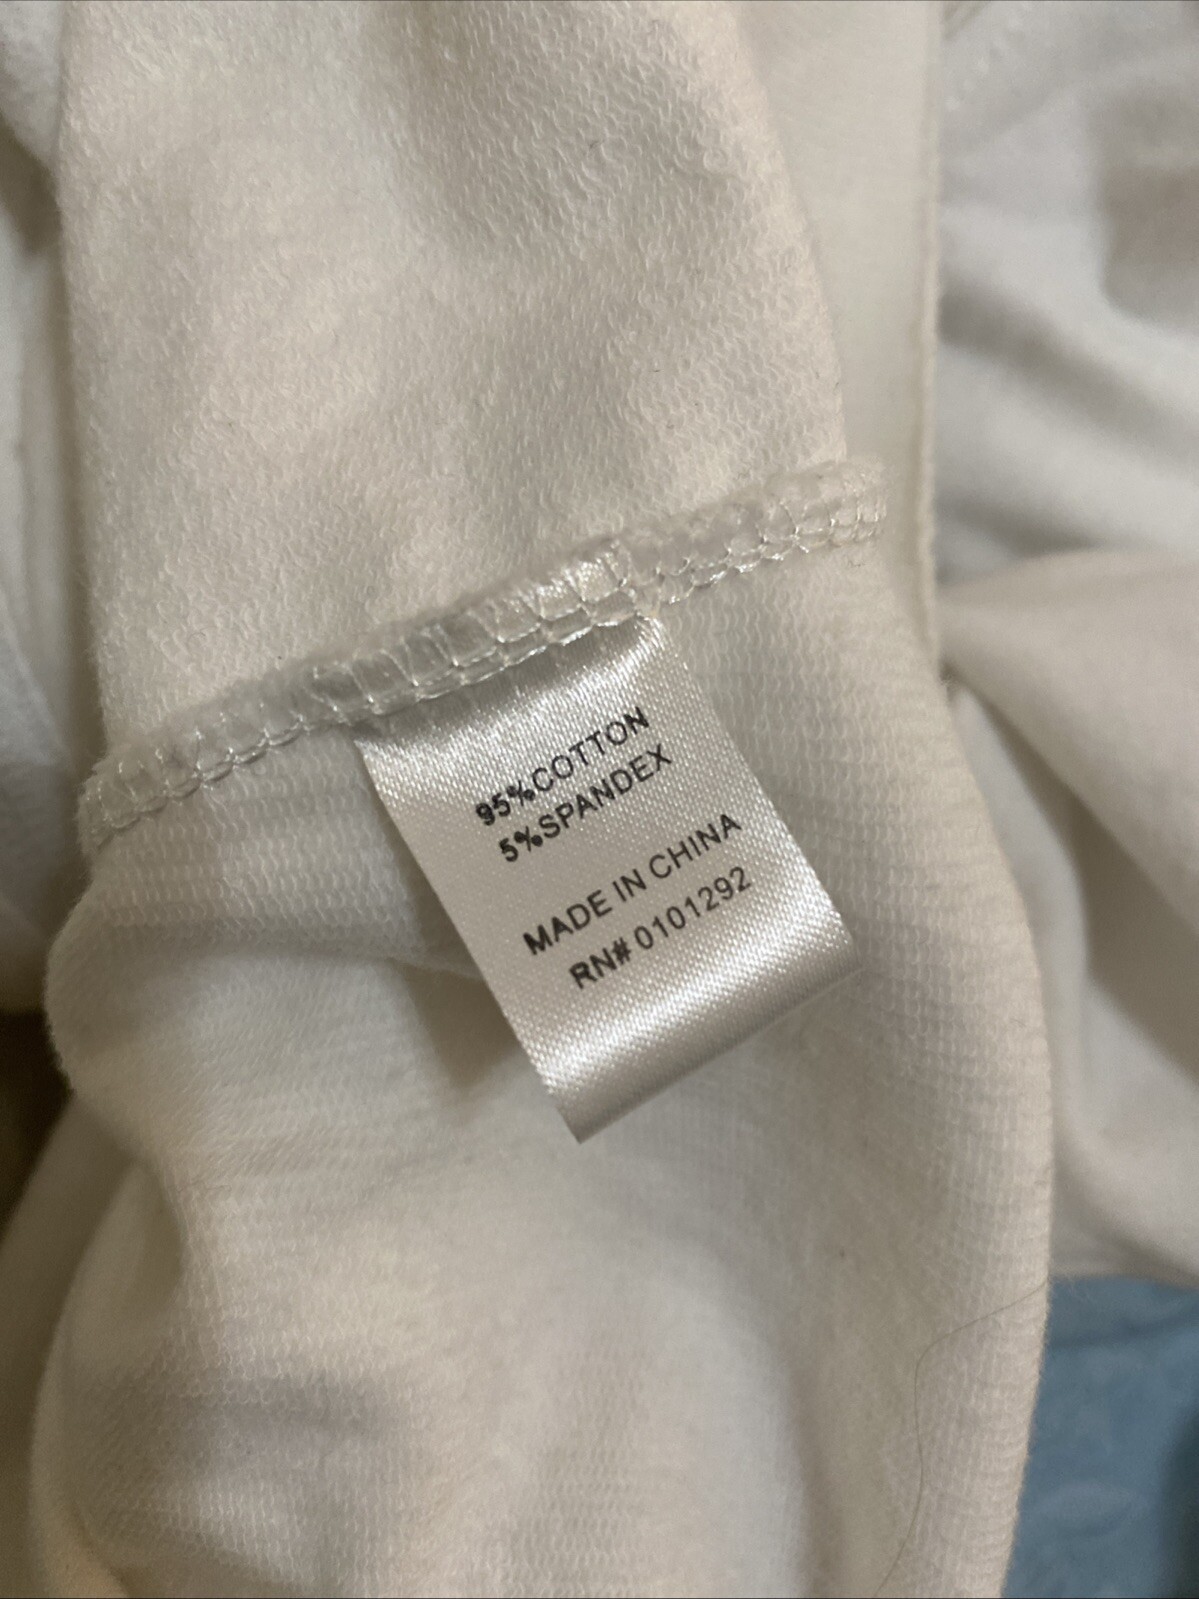 95%COTTON
5%SPANDEX
MADE IN CHINA
RN# 0101292